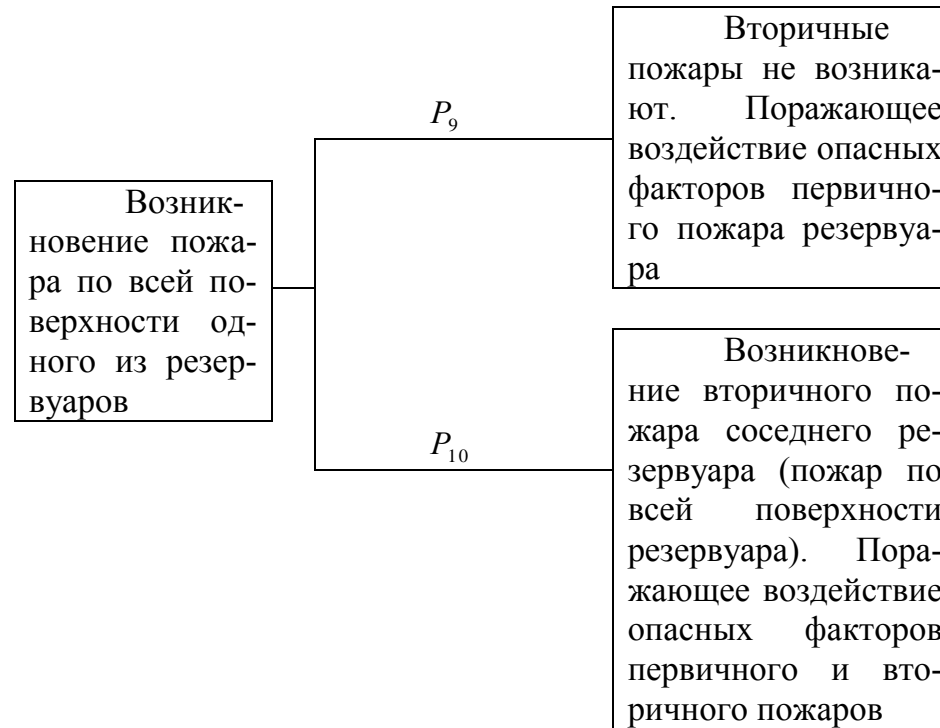 Возник-
новение пожа-
ра по всей по-
верхности од-
ного из резер-
вуаров
P9
Вторичные
пожары не возника-
ют. Поражающее
воздействие опасных
факторов первично-
го пожара резервуа-
ра
P10
Возникнове-
ние вторичного по-
жара соседнего ре-
зервуара (пожар по
всей поверхности
резервуара). Пора-
жающее воздействие
опасных факторов
первичного и вто-
ричного пожаров